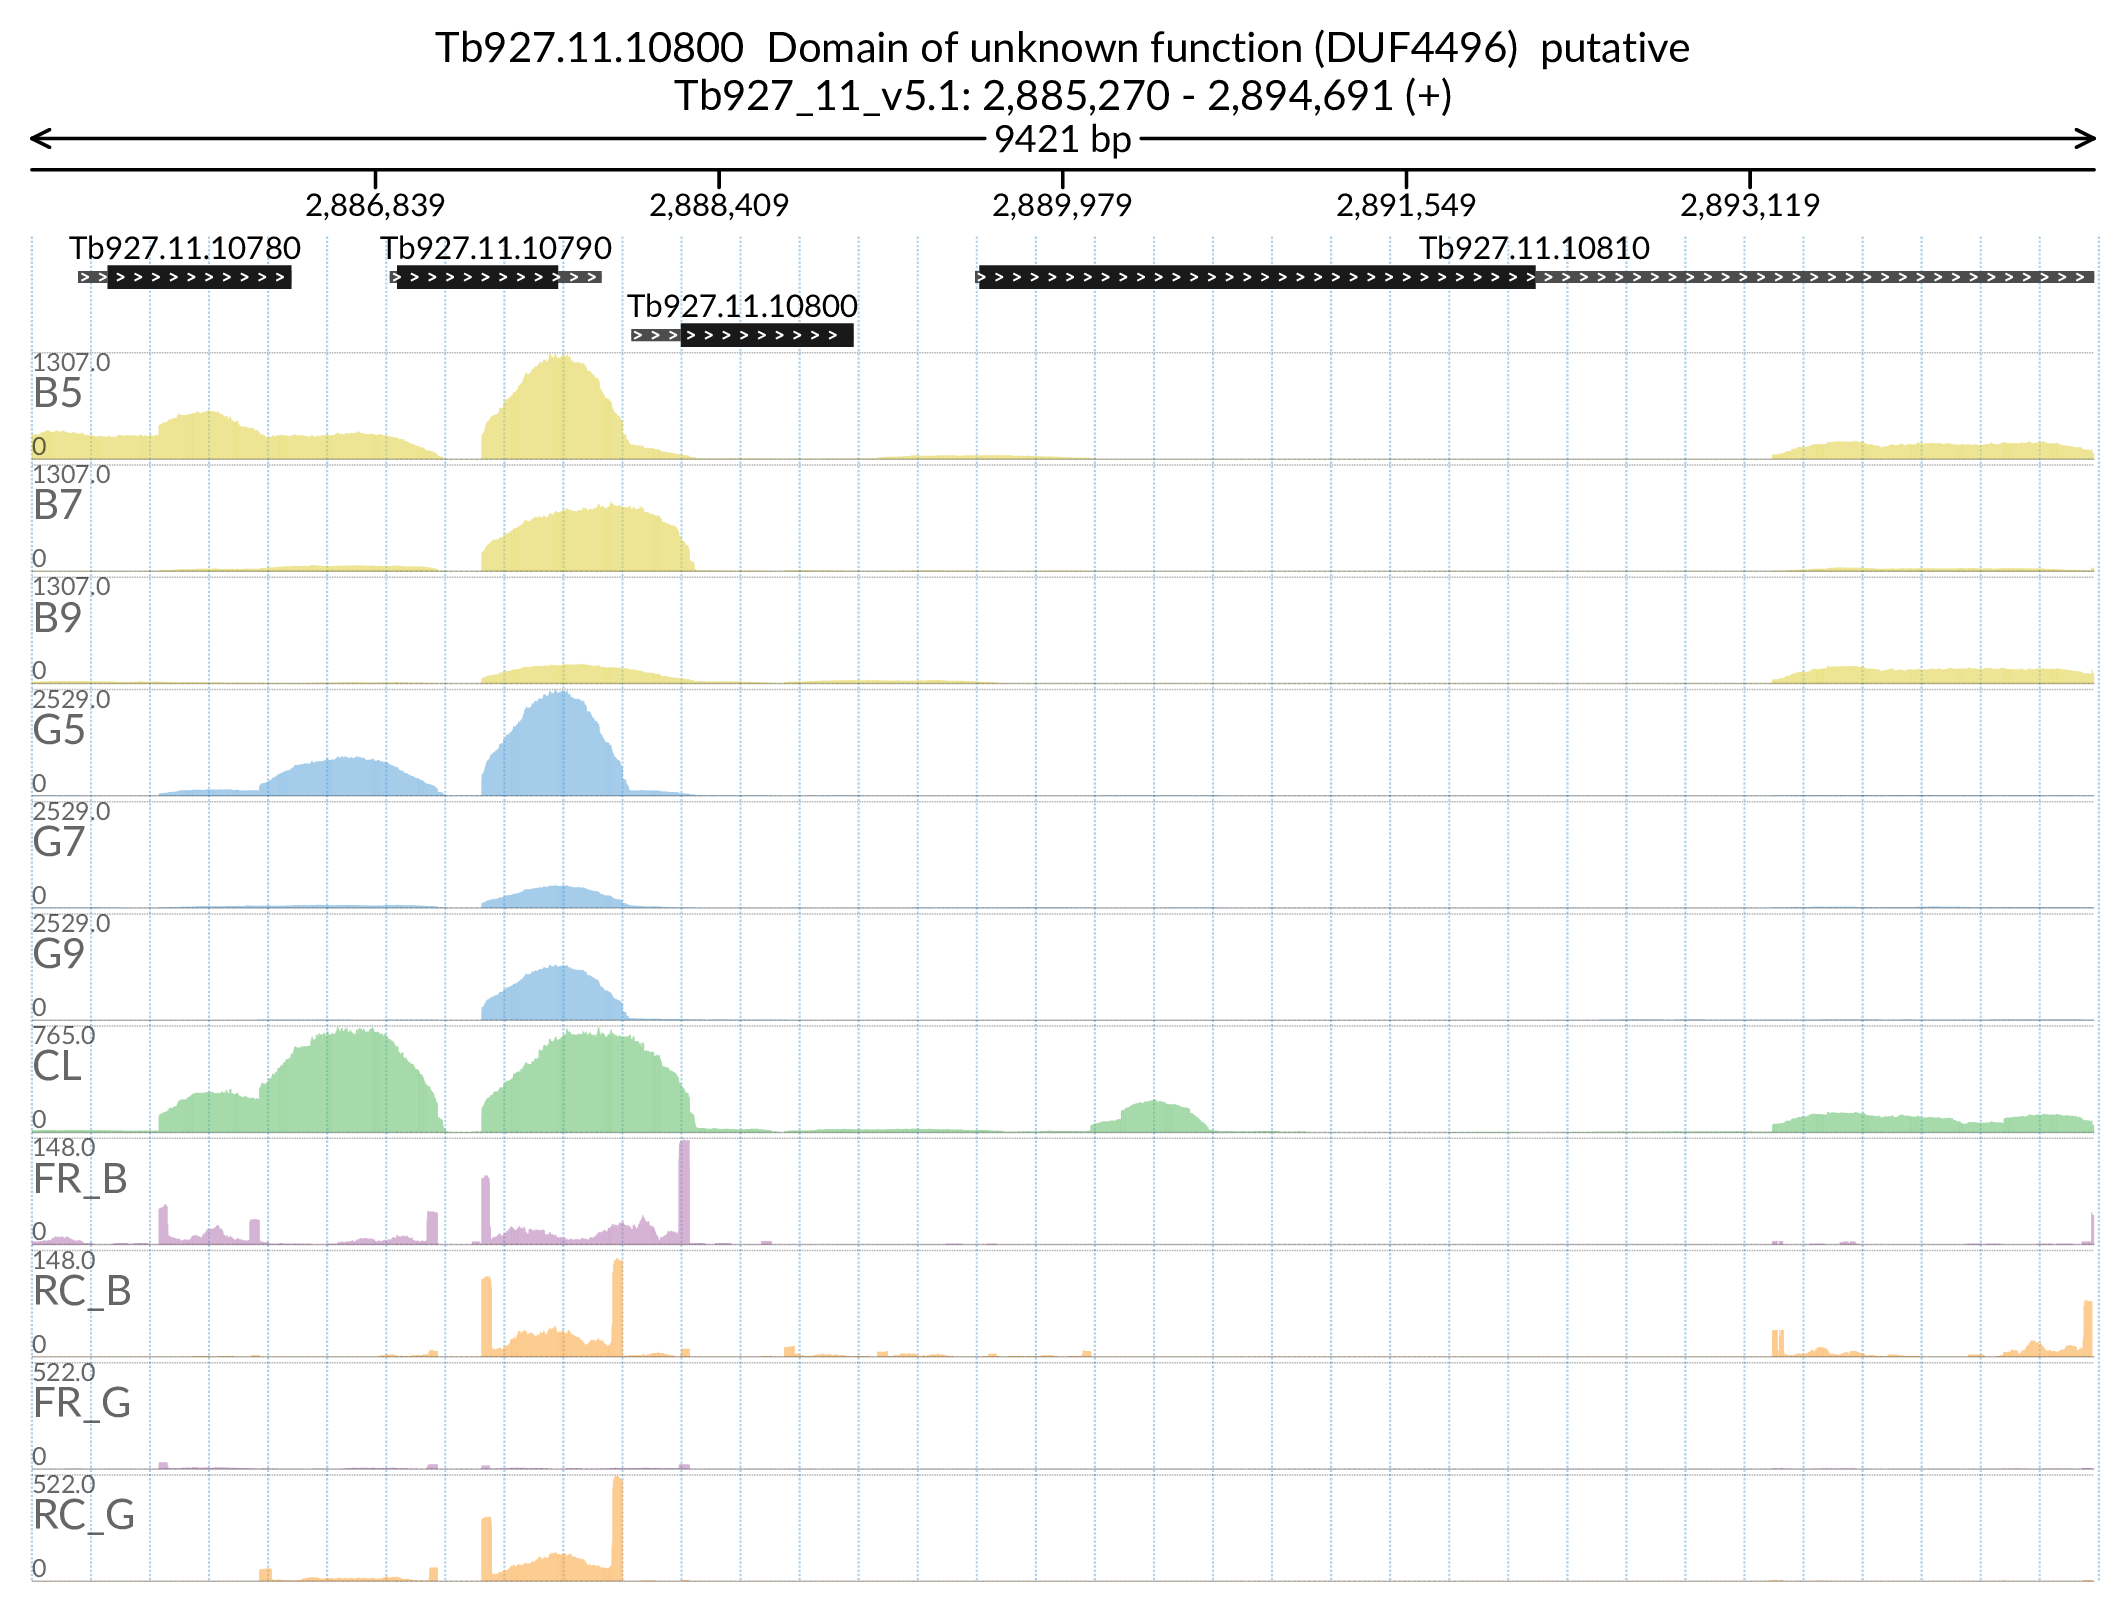 Tb927.11.10800  Domain of unknown function (DUF4496)  putative
Tb927_11_v5.1: 2,885,270 - 2,894,691 (+)
9421 bp
2,886,839 2,888,409 2,889,979 2,891,549 2,893,119
Tb927.11.10780 Tb927.11.10790 Tb927.11.10810
Tb927.11.10800
1307.0
B5
0
1307.0
B7
0
1307.0
B9
0
2529.0
G5
0
2529.0
G7
0
2529.0
G9
0
765.0
CL
0
148.0
FR_B
0
148.0
RC_B
0
522.0
FR_G
0
522.0
RC_G
0